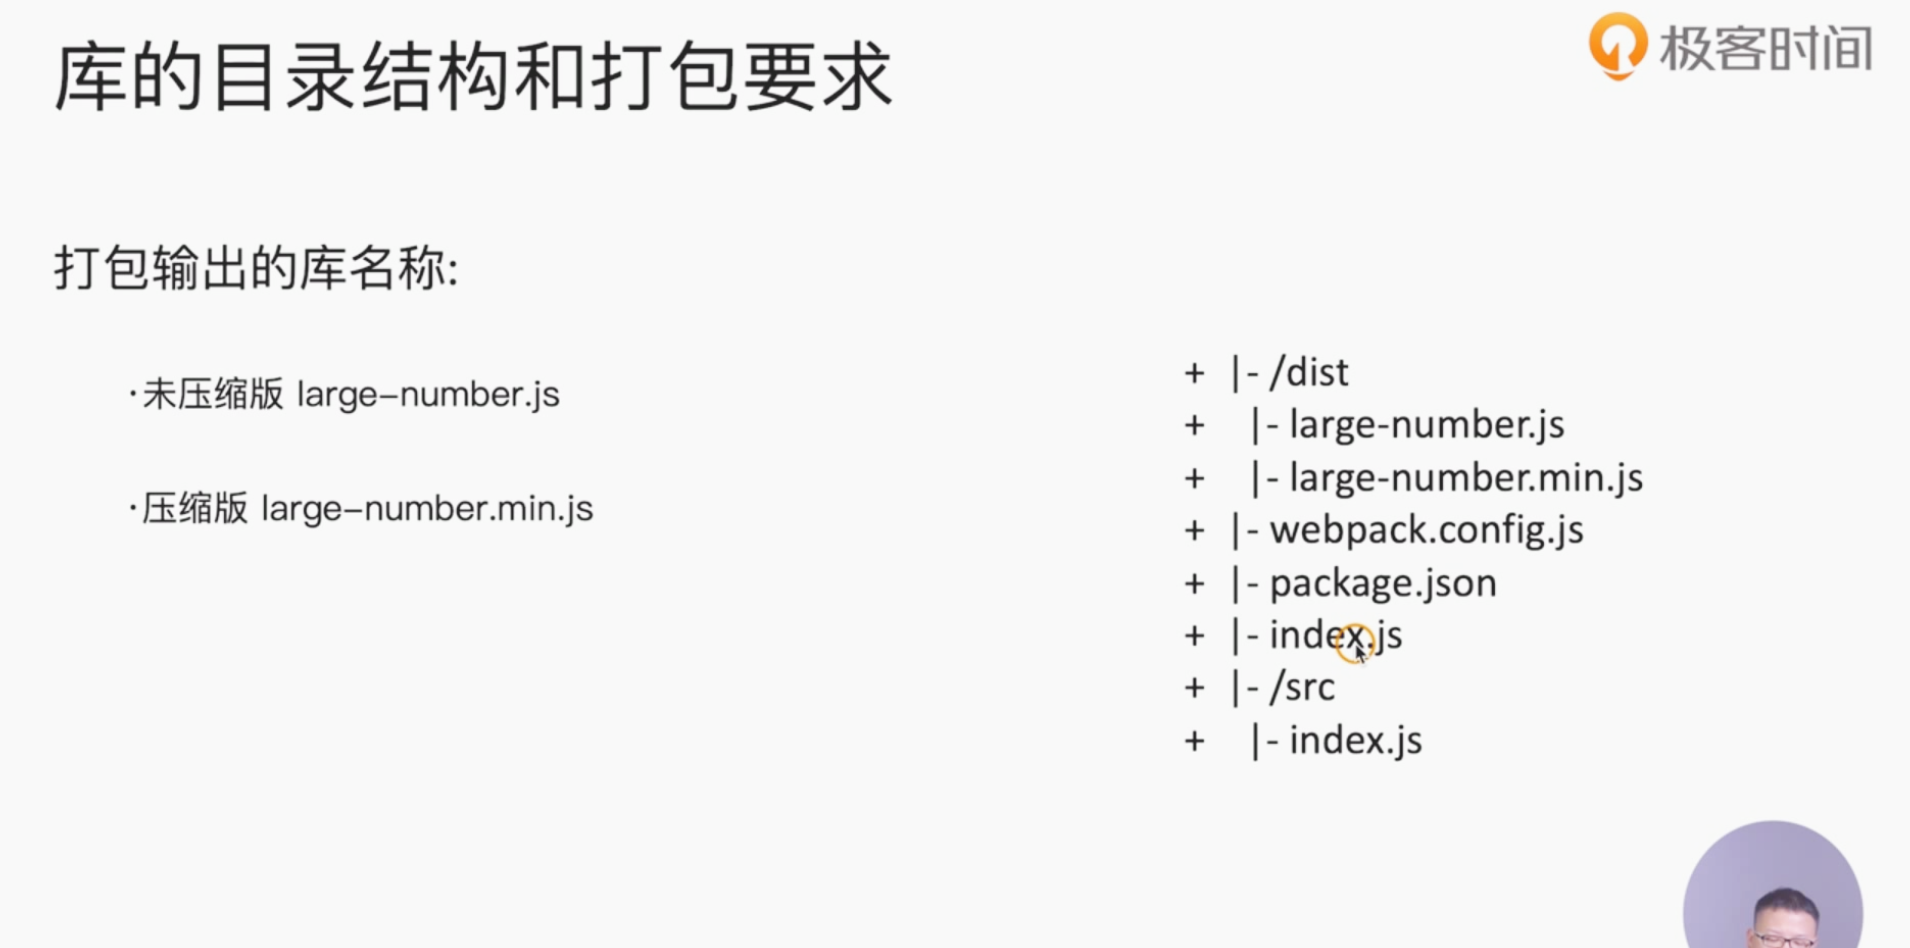 库的目录结构和打包要求
极客时间
打包输出的库名称:
·未压缩版 large-number.js
·压缩版 large-number.min.js
+ |- /dist
+ |- large-number.js
+ |- large-number.min.js
+ |- webpack.config.js
+ |- package.json
+ |- index.js
+ |- /src
+ |- index.js